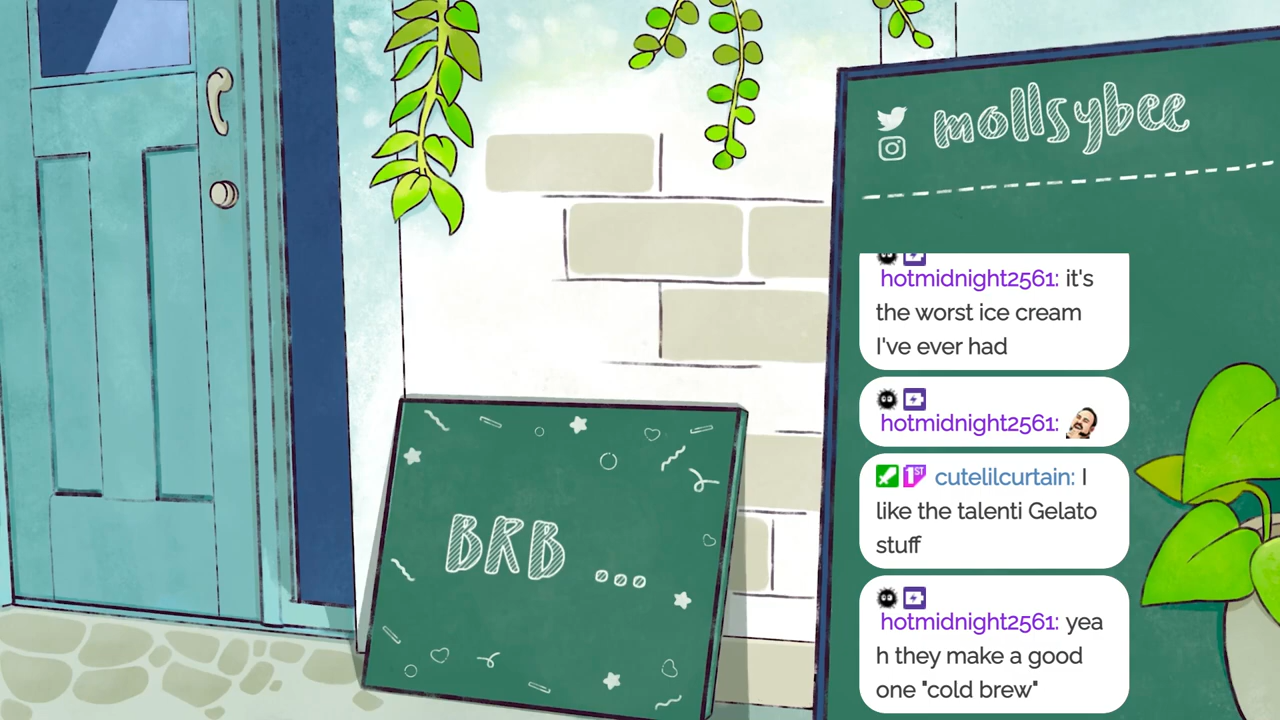 mollsybee
hotmidnight2561: it's
the worst ice cream
I've ever had
hotmidnight2561:
1ST cutelilcurtain: I
like the talenti Gelato
stuff
hotmidnight2561: yea
h they make a good
one "cold brew"
BRB ...